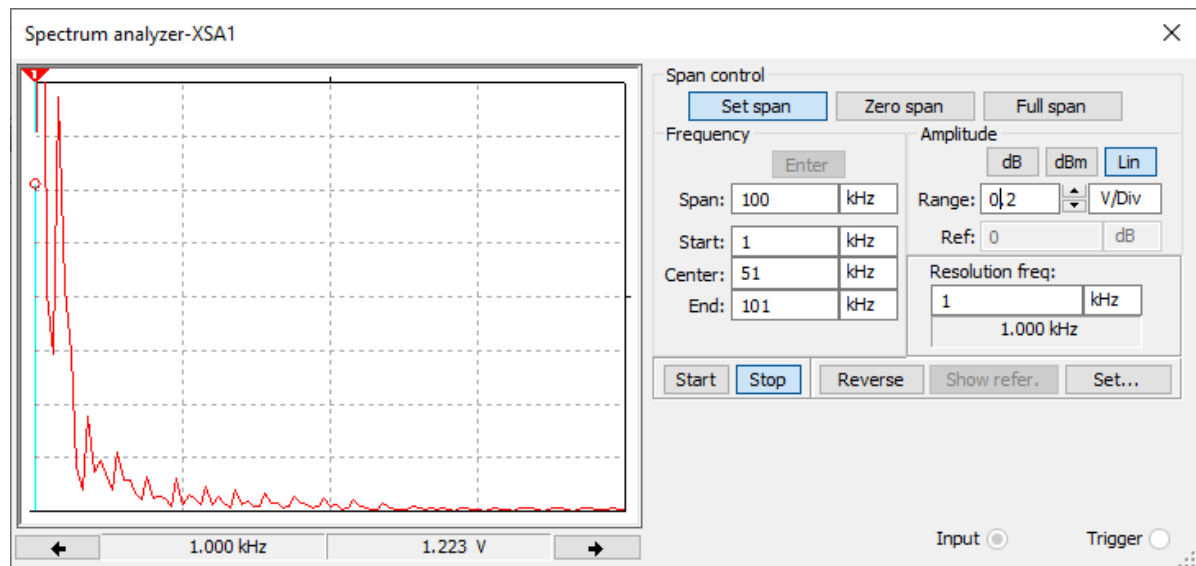 Spectrum analyzer-XSA1
1
Span control
Set span Zero span Full span
Frequency
Enter
Span: 100 kHz
Start: 1 kHz
Center: 51 kHz
End: 101 kHz
Amplitude
dB dBm Lin
Range: 0.2 V/Div
Ref: 0 dB
Resolution freq:
1 kHz
1.000 kHz
Start Stop Reverse Show refer. Set...
1.000 kHz 1.223 V
Input Trigger